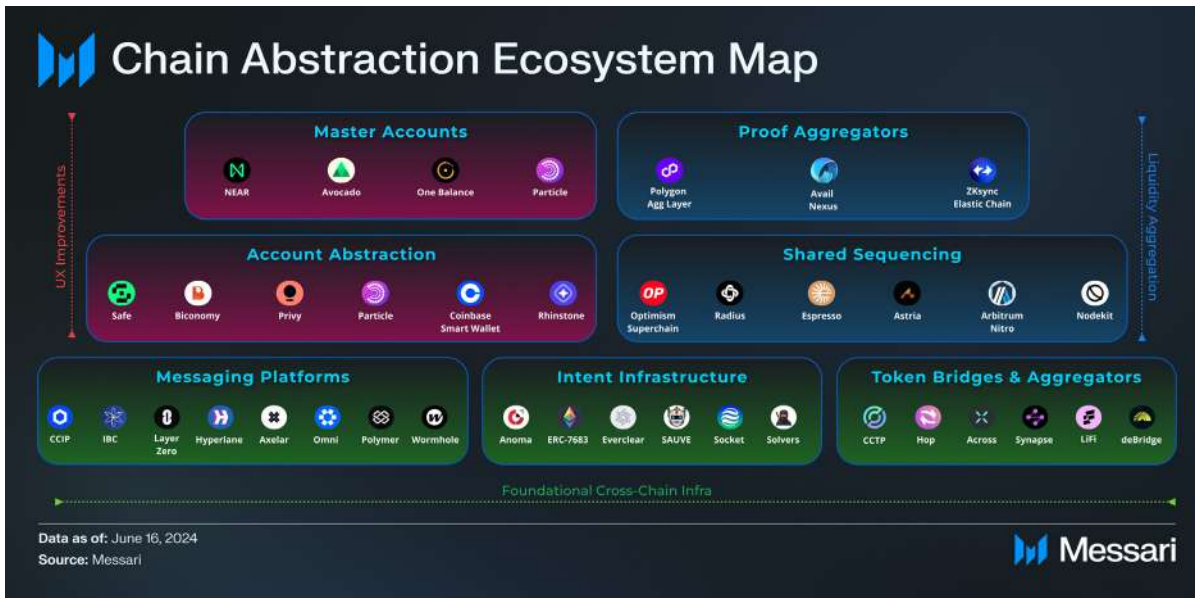 Chain Abstraction Ecosystem Map
UX Improvements
Master Accounts
NEAR
Avocado
One Balance
Particle
Proof Aggregators
Polygon
Agg Layer
Avail
Nexus
ZKsync
Elastic Chain
Liquidity Aggregation
Account Abstraction
Safe
Biconomy
Privy
Particle
Coinbase
Smart Wallet
Rhinstone
Shared Sequencing
OP
Optimism
Superchain
Radius
Espresso
Astria
Arbitrum
Nitro
Nodekit
Messaging Platforms
CCIP
IBC
Layer
Zero
Hyperlane
Axelar
Omni
Polymer
Wormhole
Intent Infrastructure
Anoma
ERC-7683
Everclear
SAUVE
Socket
Solvers
Token Bridges & Aggregators
CCTP
Hop
Across
Synapse
LiFi
deBridge
Foundational Cross-Chain Infra
Data as of: June 16, 2024
Source: Messari
Messari